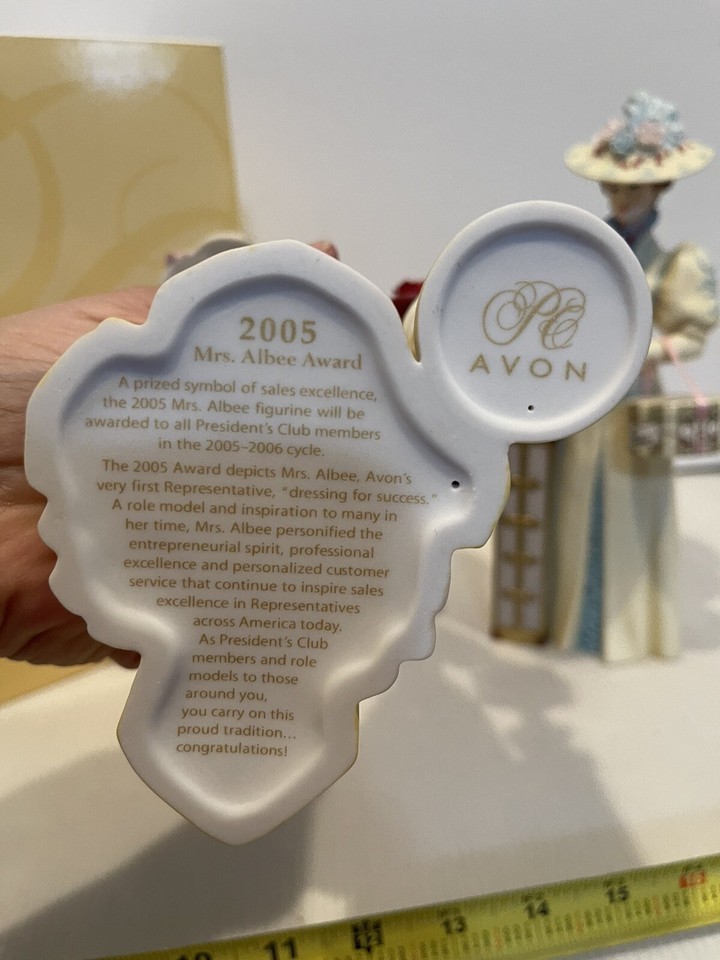 2005
Mrs. Albee Award
A prized symbol of sales excellence,
the 2005 Mrs. Albee figurine will be
awarded to all President's Club members
in the 2005–2006 cycle.
The 2005 Award depicts Mrs. Albee, Avon's
very first Representative, "dressing for success."
A role model and inspiration to many in
her time, Mrs. Albee personified the
entrepreneurial spirit, professional
excellence and personalized customer
service that continue to inspire sales
excellence in Representatives
across America today.
As President's Club
members and role
models to those
around you,
you carry on this
proud tradition...
congratulations!
PC
AVON
10 11 13 14 15